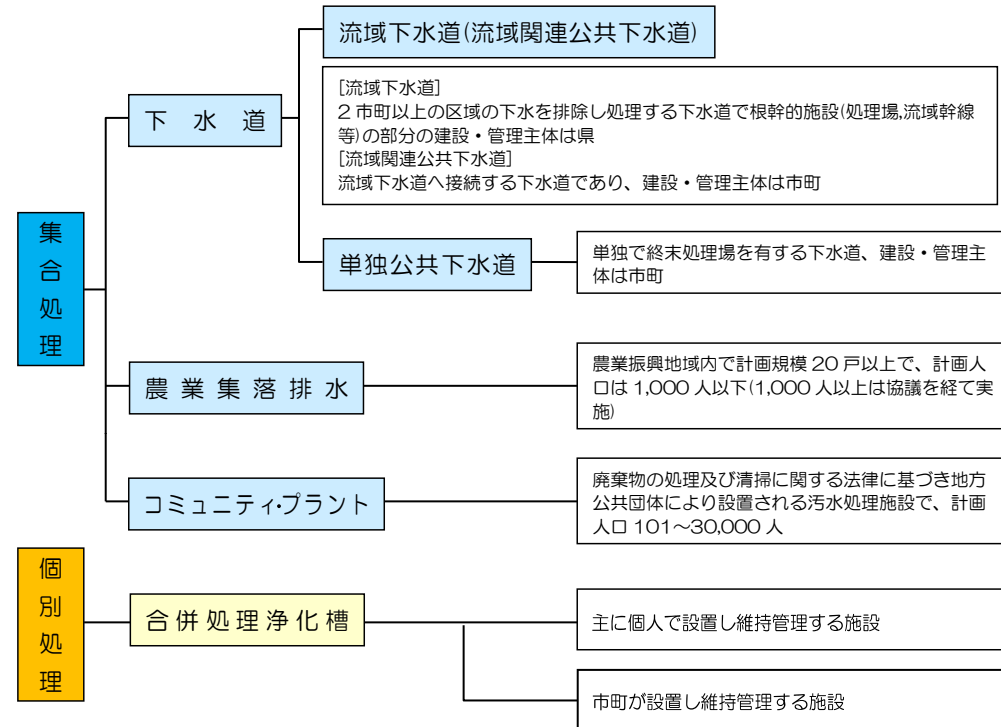 集合処理
下水道
流域下水道(流域関連公共下水道)
[流域下水道]
2市町以上の区域の下水を排除し処理する下水道で根幹的施設(処理場,流域幹線
等)の部分の建設・管理主体は県
[流域関連公共下水道]
流域下水道へ接続する下水道であり、建設・管理主体は市町
単独公共下水道
単独で終末処理場を有する下水道、建設・管理主
体は市町
農業集落排水
農業振興地域内で計画規模20戸以上で、計画人
口は1,000人以下(1,000人以上は協議を経て実
施)
コミュニティ・プラント
廃棄物の処理及び清掃に関する法律に基づき地方
公共団体により設置される汚水処理施設で、計画
人口101～30,000人
個別処理
合併処理浄化槽
主に個人で設置し維持管理する施設
市町が設置し維持管理する施設